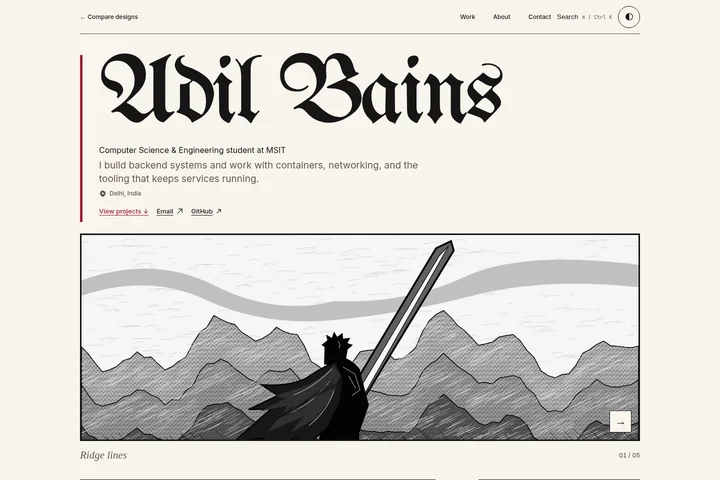 ← Compare designs
Work About Contact Search ⌘ / Ctrl K
Adil Bains
Computer Science & Engineering student at MSIT
I build backend systems and work with containers, networking, and the
tooling that keeps services running.
Delhi, India
View projects ↓ Email ↗ GitHub ↗
→
Ridge lines
01 / 05